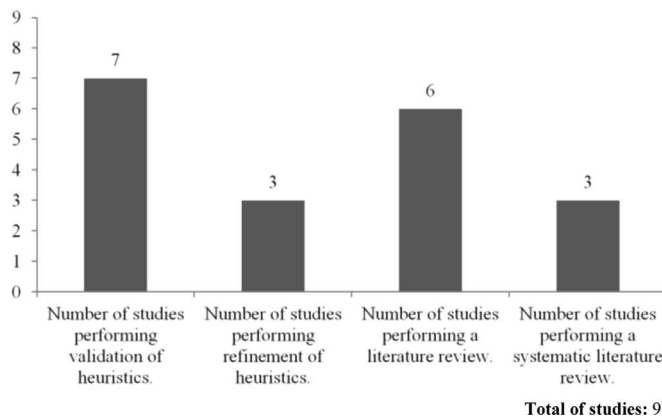 9
8
7
6
5
4
3
2
1
0
7
3
6
3
Number of studies
performing
validation of
heuristics.
Number of studies
performing
refinement of
heuristics.
Number of studies
performing a
literature review.
Number of studies
performing a
systematic literature
review.
Total of studies: 9